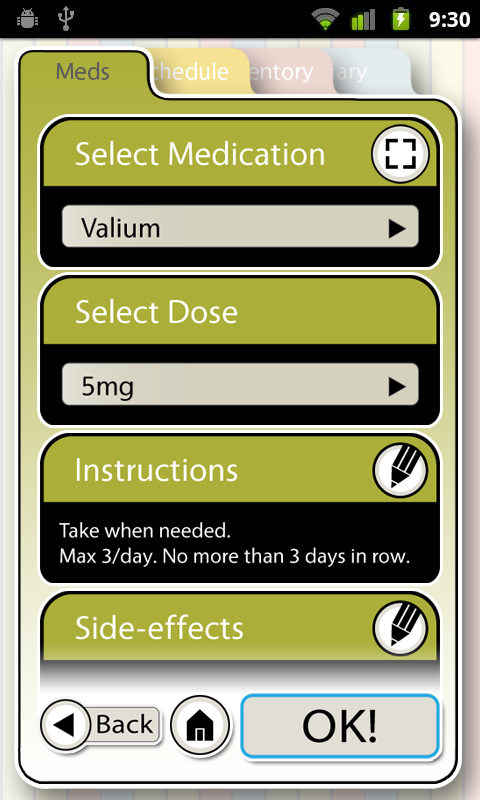 9:30
Meds chedule entory ary
Select Medication
Valium
Select Dose
5mg
Instructions
Take when needed.
Max 3/day. No more than 3 days in row.
Side-effects
Back OK!